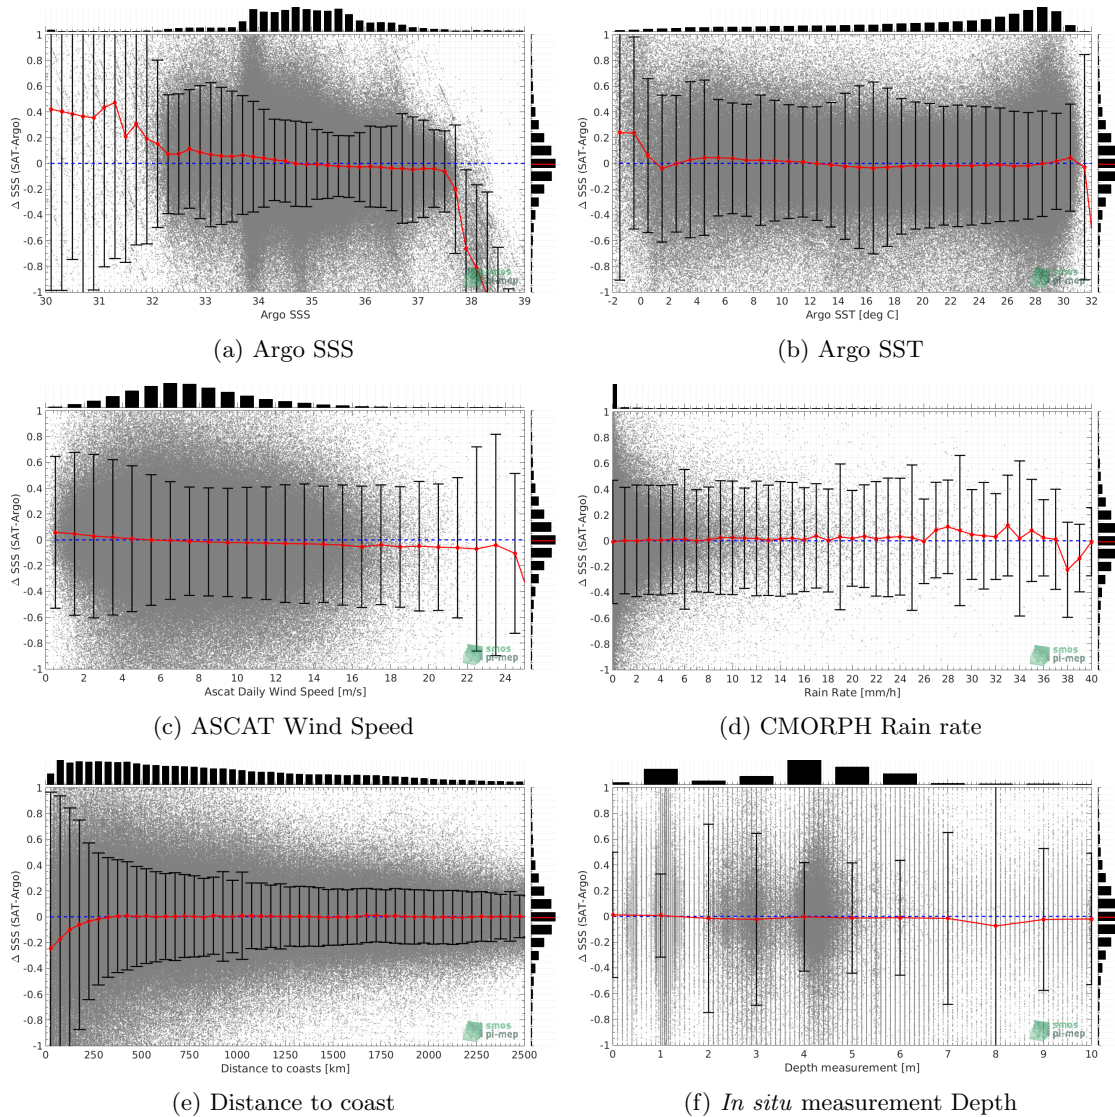 1
0.8
0.6
0.4
0.2
0
-0.2
-0.4
-0.6
-0.8
-1
Δ SSS (SAT-Argo)
30 31 32 33 34 35 36 37 38 39
Argo SSS
smos
pi-mep
(a) Argo SSS
1
0.8
0.6
0.4
0.2
0
-0.2
-0.4
-0.6
-0.8
-1
Δ SSS (SAT-Argo)
-2 0 2 4 6 8 10 12 14 16 18 20 22 24 26 28 30 32
Argo SST [deg C]
smos
pi-mep
(b) Argo SST
1
0.8
0.6
0.4
0.2
0
-0.2
-0.4
-0.6
-0.8
-1
Δ SSS (SAT-Argo)
0 2 4 6 8 10 12 14 16 18 20 22 24
Ascat Daily Wind Speed [m/s]
smos
pi-mep
(c) ASCAT Wind Speed
1
0.8
0.6
0.4
0.2
0
-0.2
-0.4
-0.6
-0.8
-1
Δ SSS (SAT-Argo)
0 2 4 6 8 10 12 14 16 18 20 22 24 26 28 30 32 34 36 38 40
Rain Rate [mm/h]
smos
pi-mep
(d) CMORPH Rain rate
1
0.8
0.6
0.4
0.2
0
-0.2
-0.4
-0.6
-0.8
-1
Δ SSS (SAT-Argo)
0 250 500 750 1000 1250 1500 1750 2000 2250 2500
Distance to coasts [km]
smos
pi-mep
(e) Distance to coast
1
0.8
0.6
0.4
0.2
0
-0.2
-0.4
-0.6
-0.8
-1
Δ SSS (SAT-Argo)
0 1 2 3 4 5 6 7 8 9 10
Depth measurement [m]
smos
pi-mep
(f) In situ measurement Depth